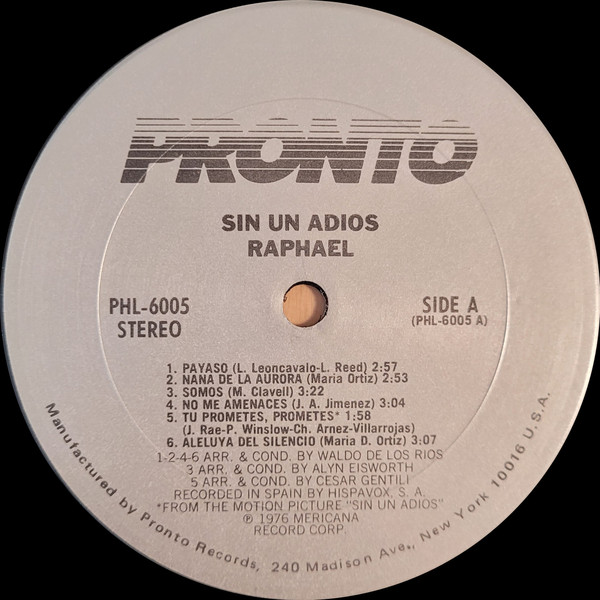 PRONTO
SIN UN ADIOS
RAPHAEL
PHL-6005
STEREO
SIDE A
(PHL-6005 A)
1. PAYASO (L. Leoncavalo-L. Reed) 2:57
2. NANA DE LA AURORA (Maria Ortiz) 2:53
3. SOMOS (M. Clavell) 3:22
4. NO ME AMENACES (J. A. Jimenez) 3:04
5. TU PROMETES, PROMETES* 1:58
(J. Rae-P. Winslow-Ch. Arnez-Villarrojas)
6. ALELUYA DEL SILENCIO (Maria D. Ortiz) 3:07
1-2-4-6 ARR. & COND. BY WALDO DE LOS RIOS
3 ARR. & COND. BY ALYN EISWORTH
5 ARR. & COND. BY CESAR GENTILI
RECORDED IN SPAIN BY HISPAVOX, S. A.
*FROM THE MOTION PICTURE "SIN UN ADIOS"
℗ 1976 MERICANA
RECORD CORP.
Manufactured by Pronto Records, 240 Madison Ave., New York 10016 U.S.A.